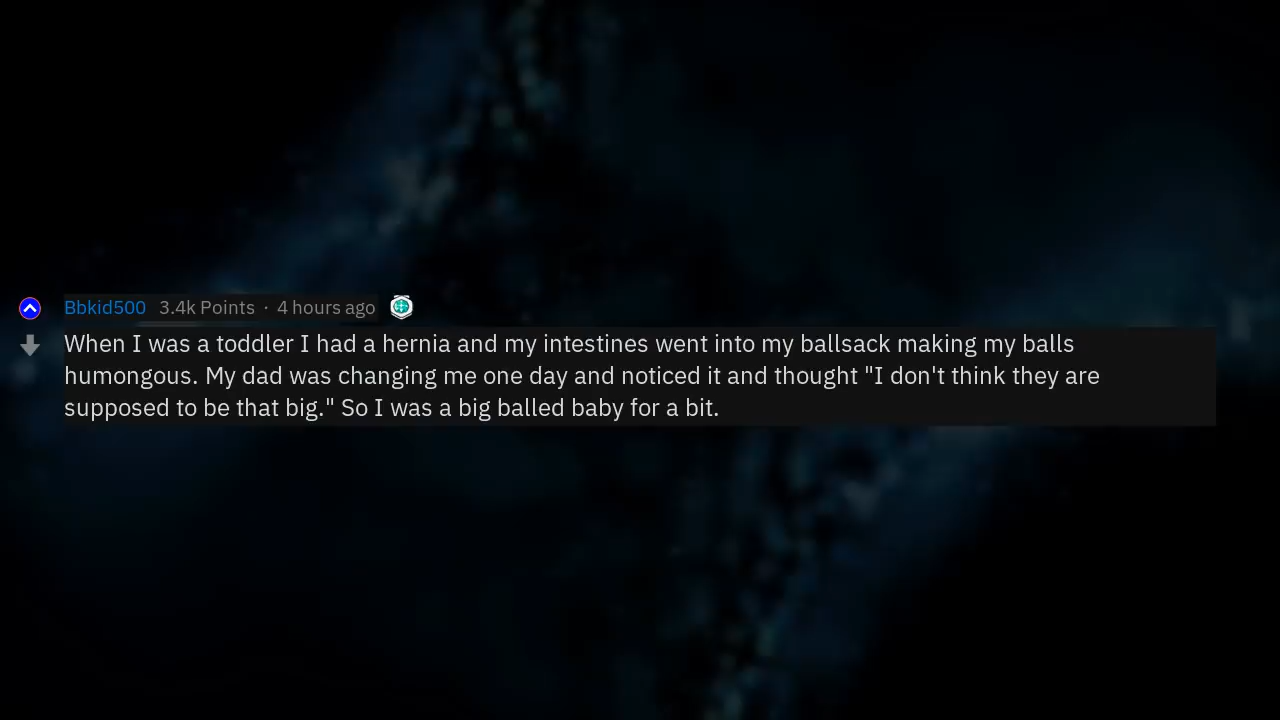 Bbkid500 3.4k Points · 4 hours ago
When I was a toddler I had a hernia and my intestines went into my ballsack making my balls
humongous. My dad was changing me one day and noticed it and thought "I don't think they are
supposed to be that big." So I was a big balled baby for a bit.